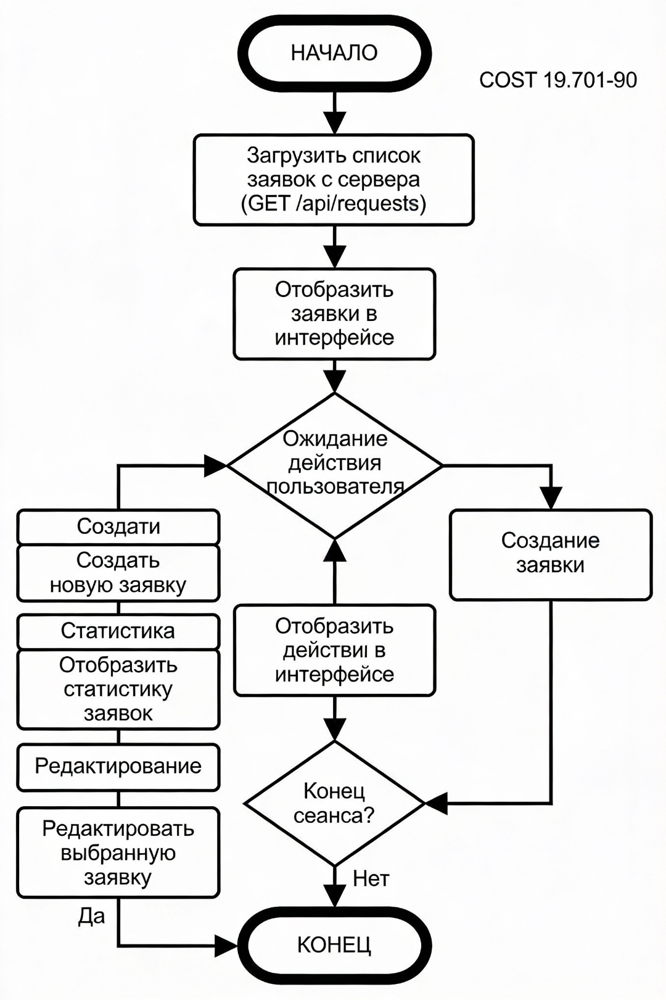 НАЧАЛО
COST 19.701-90
Загрузить список
заявок с сервера
(GET /api/requests)
Отобразить
заявки в
интерфейсе
Ожидание
действия
пользователя
Создати
Создать
новую заявку
Статистика
Отобразить
статистику
заявок
Редактирование
Редактировать
выбранную
заявку
Да
Создание
заявки
Отобразить
действиı в
интерфейсе
Конец
сеанса?
Нет
КОНЕЦ